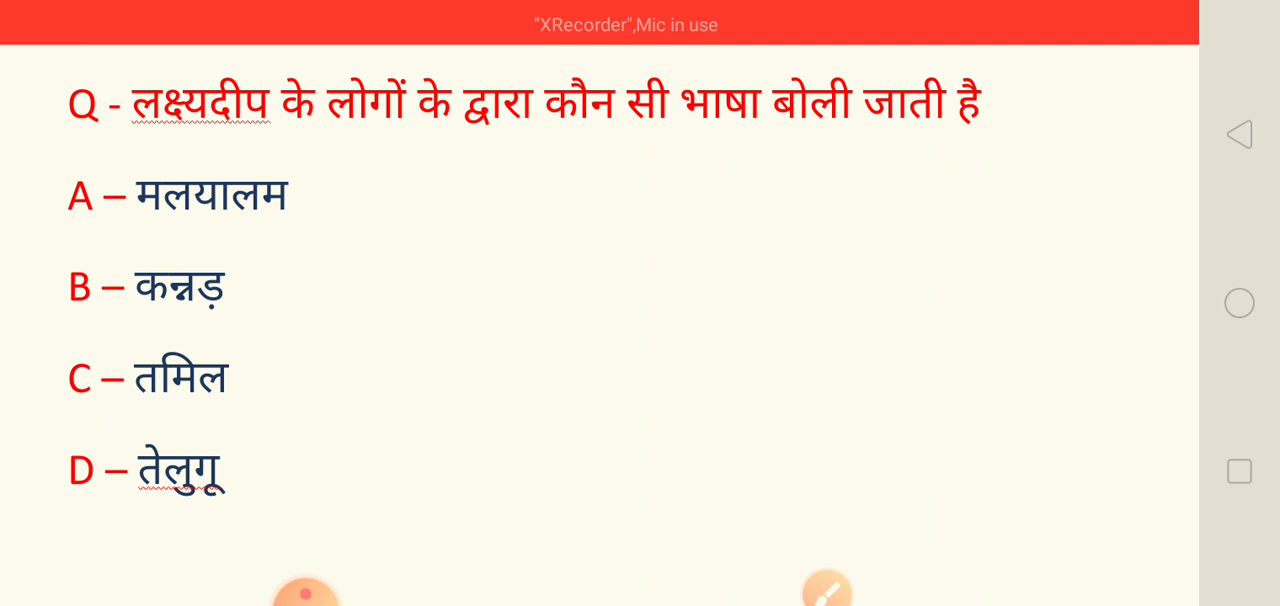 "XRecorder",Mic in use
Q - लक्ष्यदीप के लोगों के द्वारा कौन सी भाषा बोली जाती है
A – मलयालम
B – कन्नड़
C – तमिल
D – तेलुगू